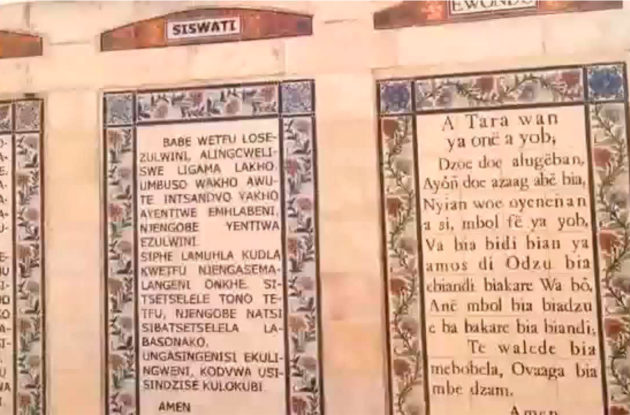 SISWATI
BABE WETFU LOSE-
ZULWINI, ALINGCWELI-
SWE LIGAMA LAKHO.
UMBUSO WAKHO AWU-
TE INTSANDVO YAKHO
AYENTIWE EMHLABENI,
NJENGOBE YENTIWA
EZULWINI.
SIPHE LAMUHLA KUDLA
KWETFU NJENGASEMA-
LANGENI ONKHE. SI-
TSETSELELE TONO TE-
TFU, NJENGOBE NATSI
SIBATSETSELELA LA-
BASONAKO.
UNGASINGENISI EKULI-
NGWENI, KODVWA USI-
SINDZISE KULOKUBI.
AMEN
EWONDO
A Tara wan
ya onë a yob,
Dzoe doe alugëban,
Ayôñ doe azaag abë bia,
Nyian woe oyenеñan
a si, mbol fë ya yob,
Va bia bidi bian ya
amos di Odzu bia
ebiandi biakare Wa bô,
Anë mbol bia biadzu
e ba bakare bia biandi;
Te walede bia
mebobela, Ovaaga bia
mbe dzam.
Amen